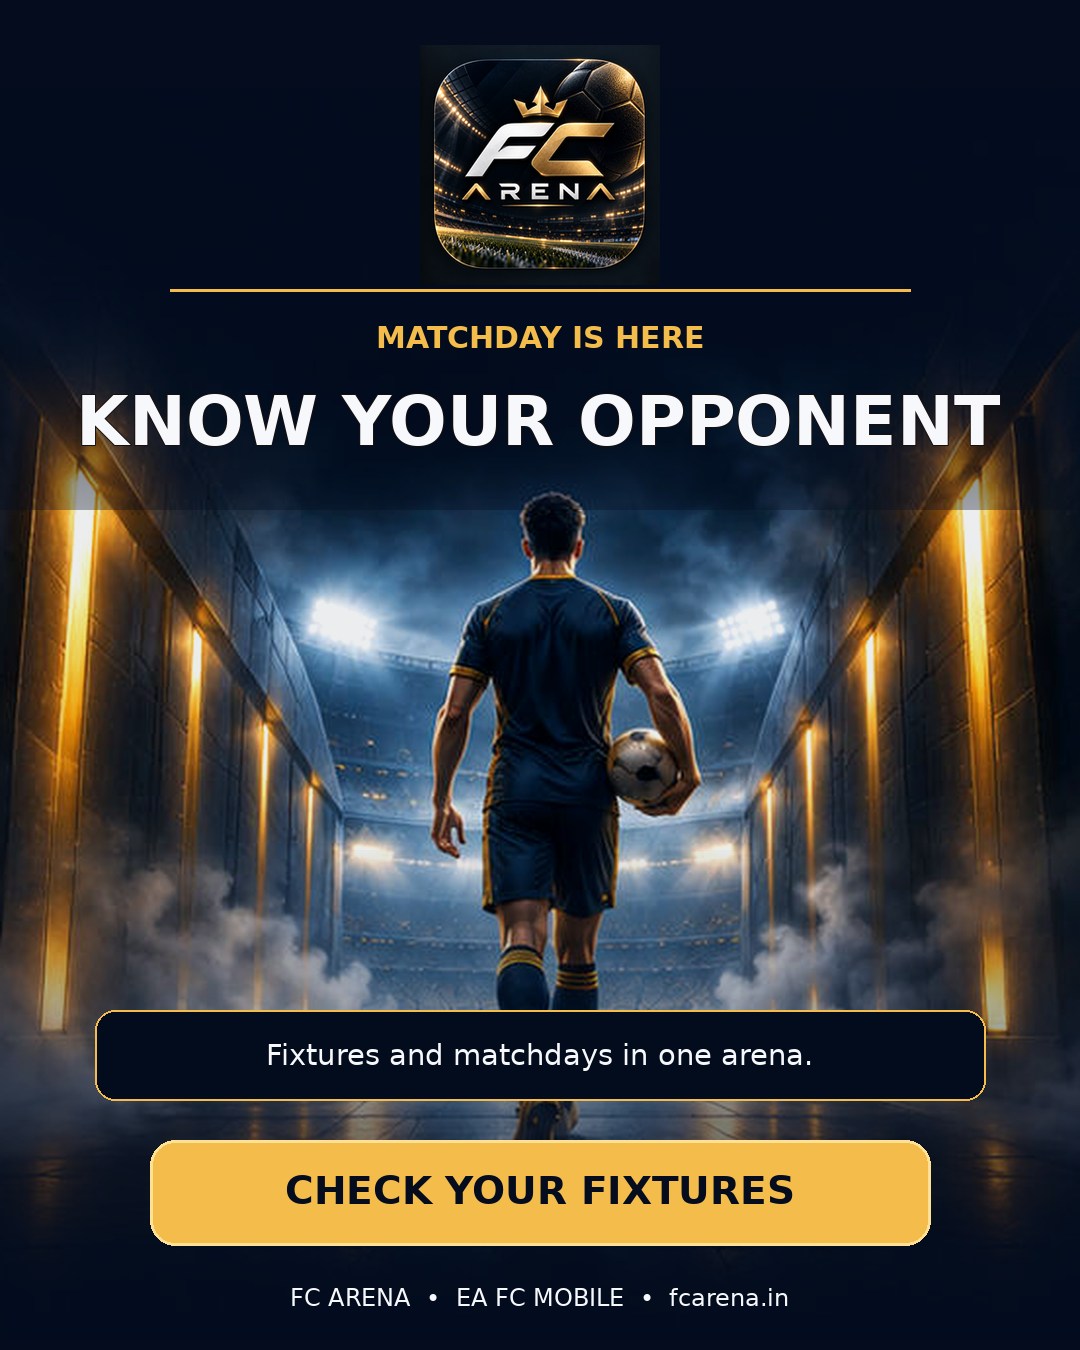 FC
ARENA
MATCHDAY IS HERE
KNOW YOUR OPPONENT
Fixtures and matchdays in one arena.
CHECK YOUR FIXTURES
FC ARENA • EA FC MOBILE • fcarena.in